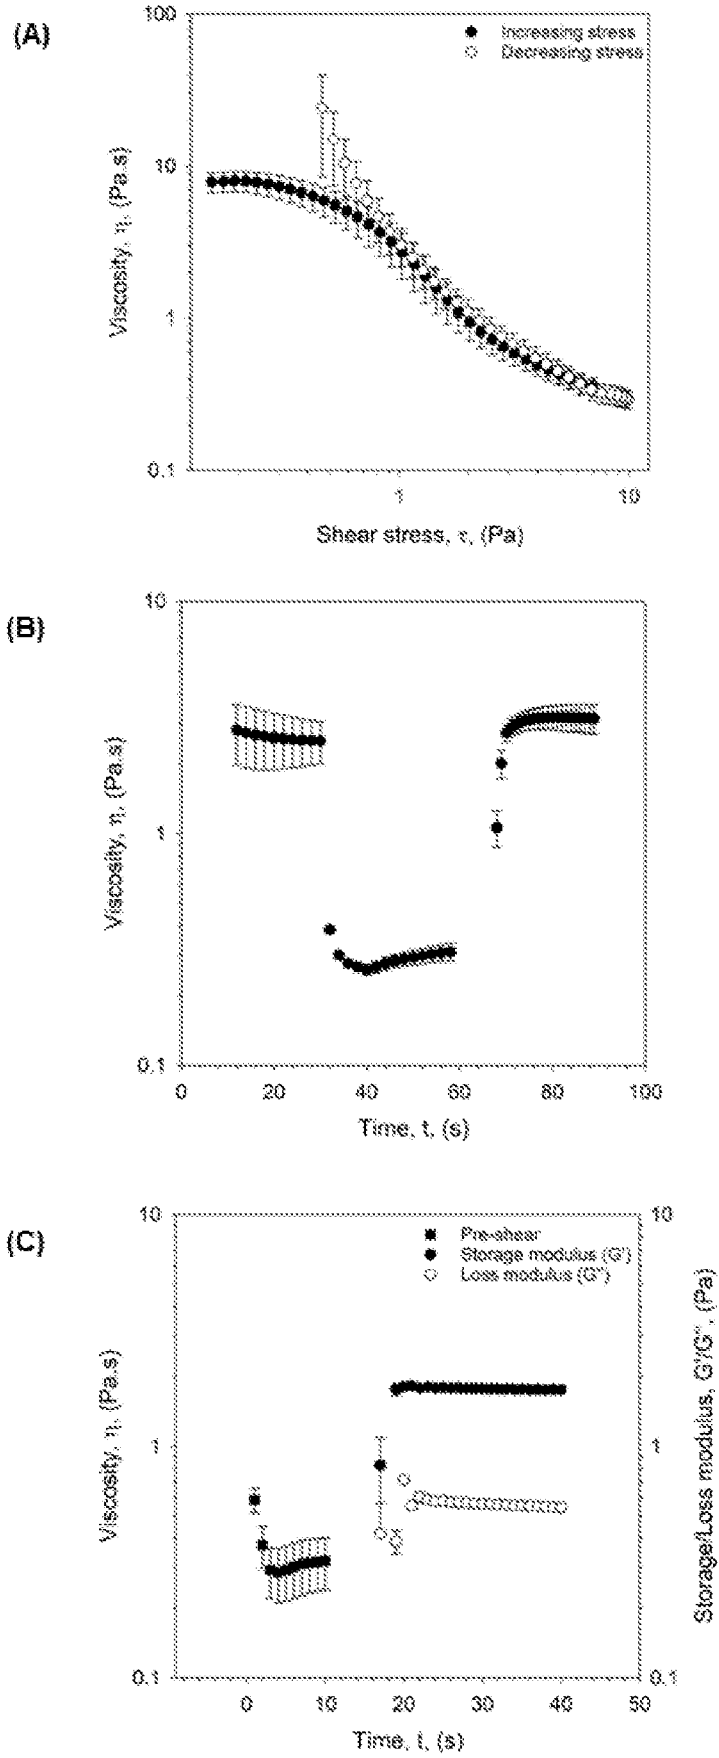 (A)
100
10
1
0.1
Viscosity, η, (Pa.s)
Increasing stress
Decreasing stress
1
10
Shear stress, τ, (Pa)
(B)
10
1
0.1
Viscosity, η, (Pa.s)
0
20
40
60
80
100
Time, t, (s)
(C)
10
1
0.1
Viscosity, η, (Pa.s)
Pre-shear
Storage modulus (G')
Loss modulus (G")
10
1
0.1
Storage/Loss modulus, G'/G", (Pa)
0
10
20
30
40
50
Time, t, (s)